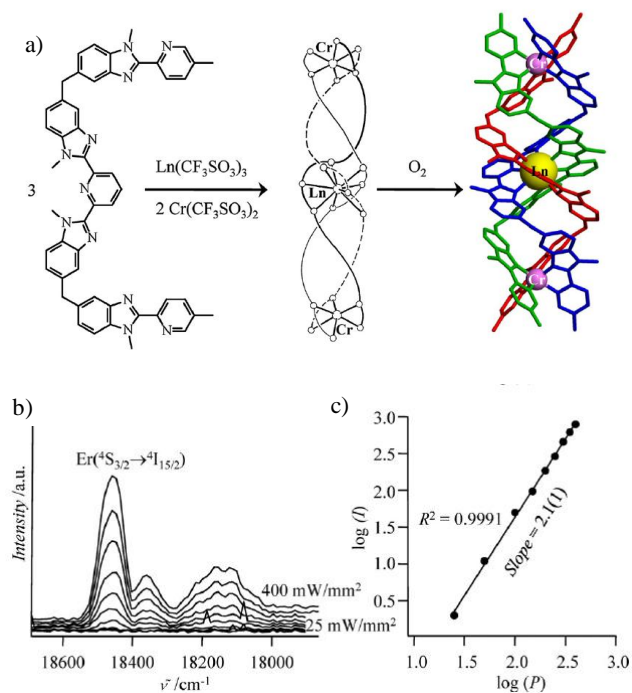 a)
N
N
N
N
N
N
N
N
N
3
Ln(CF₃SO₃)₃
2 Cr(CF₃SO₃)₂
Cr
Ln
Cr
O₂
Cr
Ln
Cr
b)
Er(⁴S₃/₂→⁴I₁₅/₂)
Intensity /a.u.
400 mW/mm²
25 mW/mm²
18600 18400 18200 18000
ν̄ /cm⁻¹
c)
3.0
2.5
2.0
1.5
1.0
0.5
log (I)
R² = 0.9991
Slope = 2.1(1)
1.0 1.5 2.0 2.5 3.0
log (P)